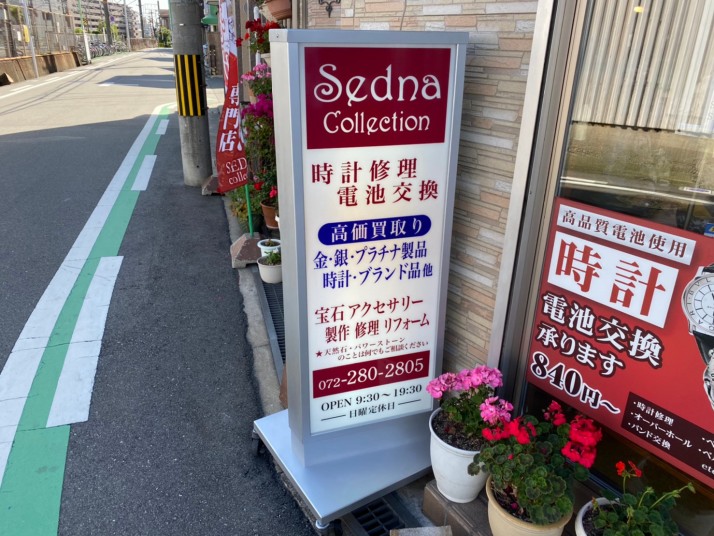 Sedna
Collection
時計修理
電池交換
高価買取り
金・銀・プラチナ製品
時計・ブランド品他
宝石アクセサリー
製作 修理 リフォーム
★天然石・パワーストーン
のことは何でもご相談ください
072-280-2805
OPEN 9:30～19:30
日曜定休日
専門店
SED
colle
高品質電池使用
時計
電池交換
承ります
840円～
・時計修理
・オーバーホール
・バンド交換